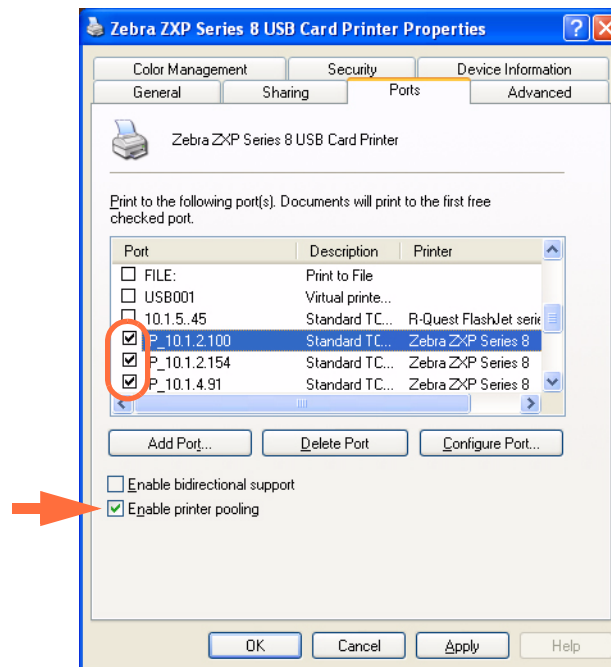 Zebra ZXP Series 8 USB Card Printer Properties
Color Management Security Device Information
General Sharing Ports Advanced
Zebra ZXP Series 8 USB Card Printer
Print to the following port(s). Documents will print to the first free
checked port.
Port Description Printer
FILE: Print to File
USB001 Virtual printe...
10.1.5..45 Standard TC... R-Quest FlashJet serie
P_10.1.2.100 Standard TC... Zebra ZXP Series 8
P_10.1.2.154 Standard TC... Zebra ZXP Series 8
P_10.1.4.91 Standard TC... Zebra ZXP Series 8
Add Port... Delete Port Configure Port...
Enable bidirectional support
Enable printer pooling
OK Cancel Apply Help